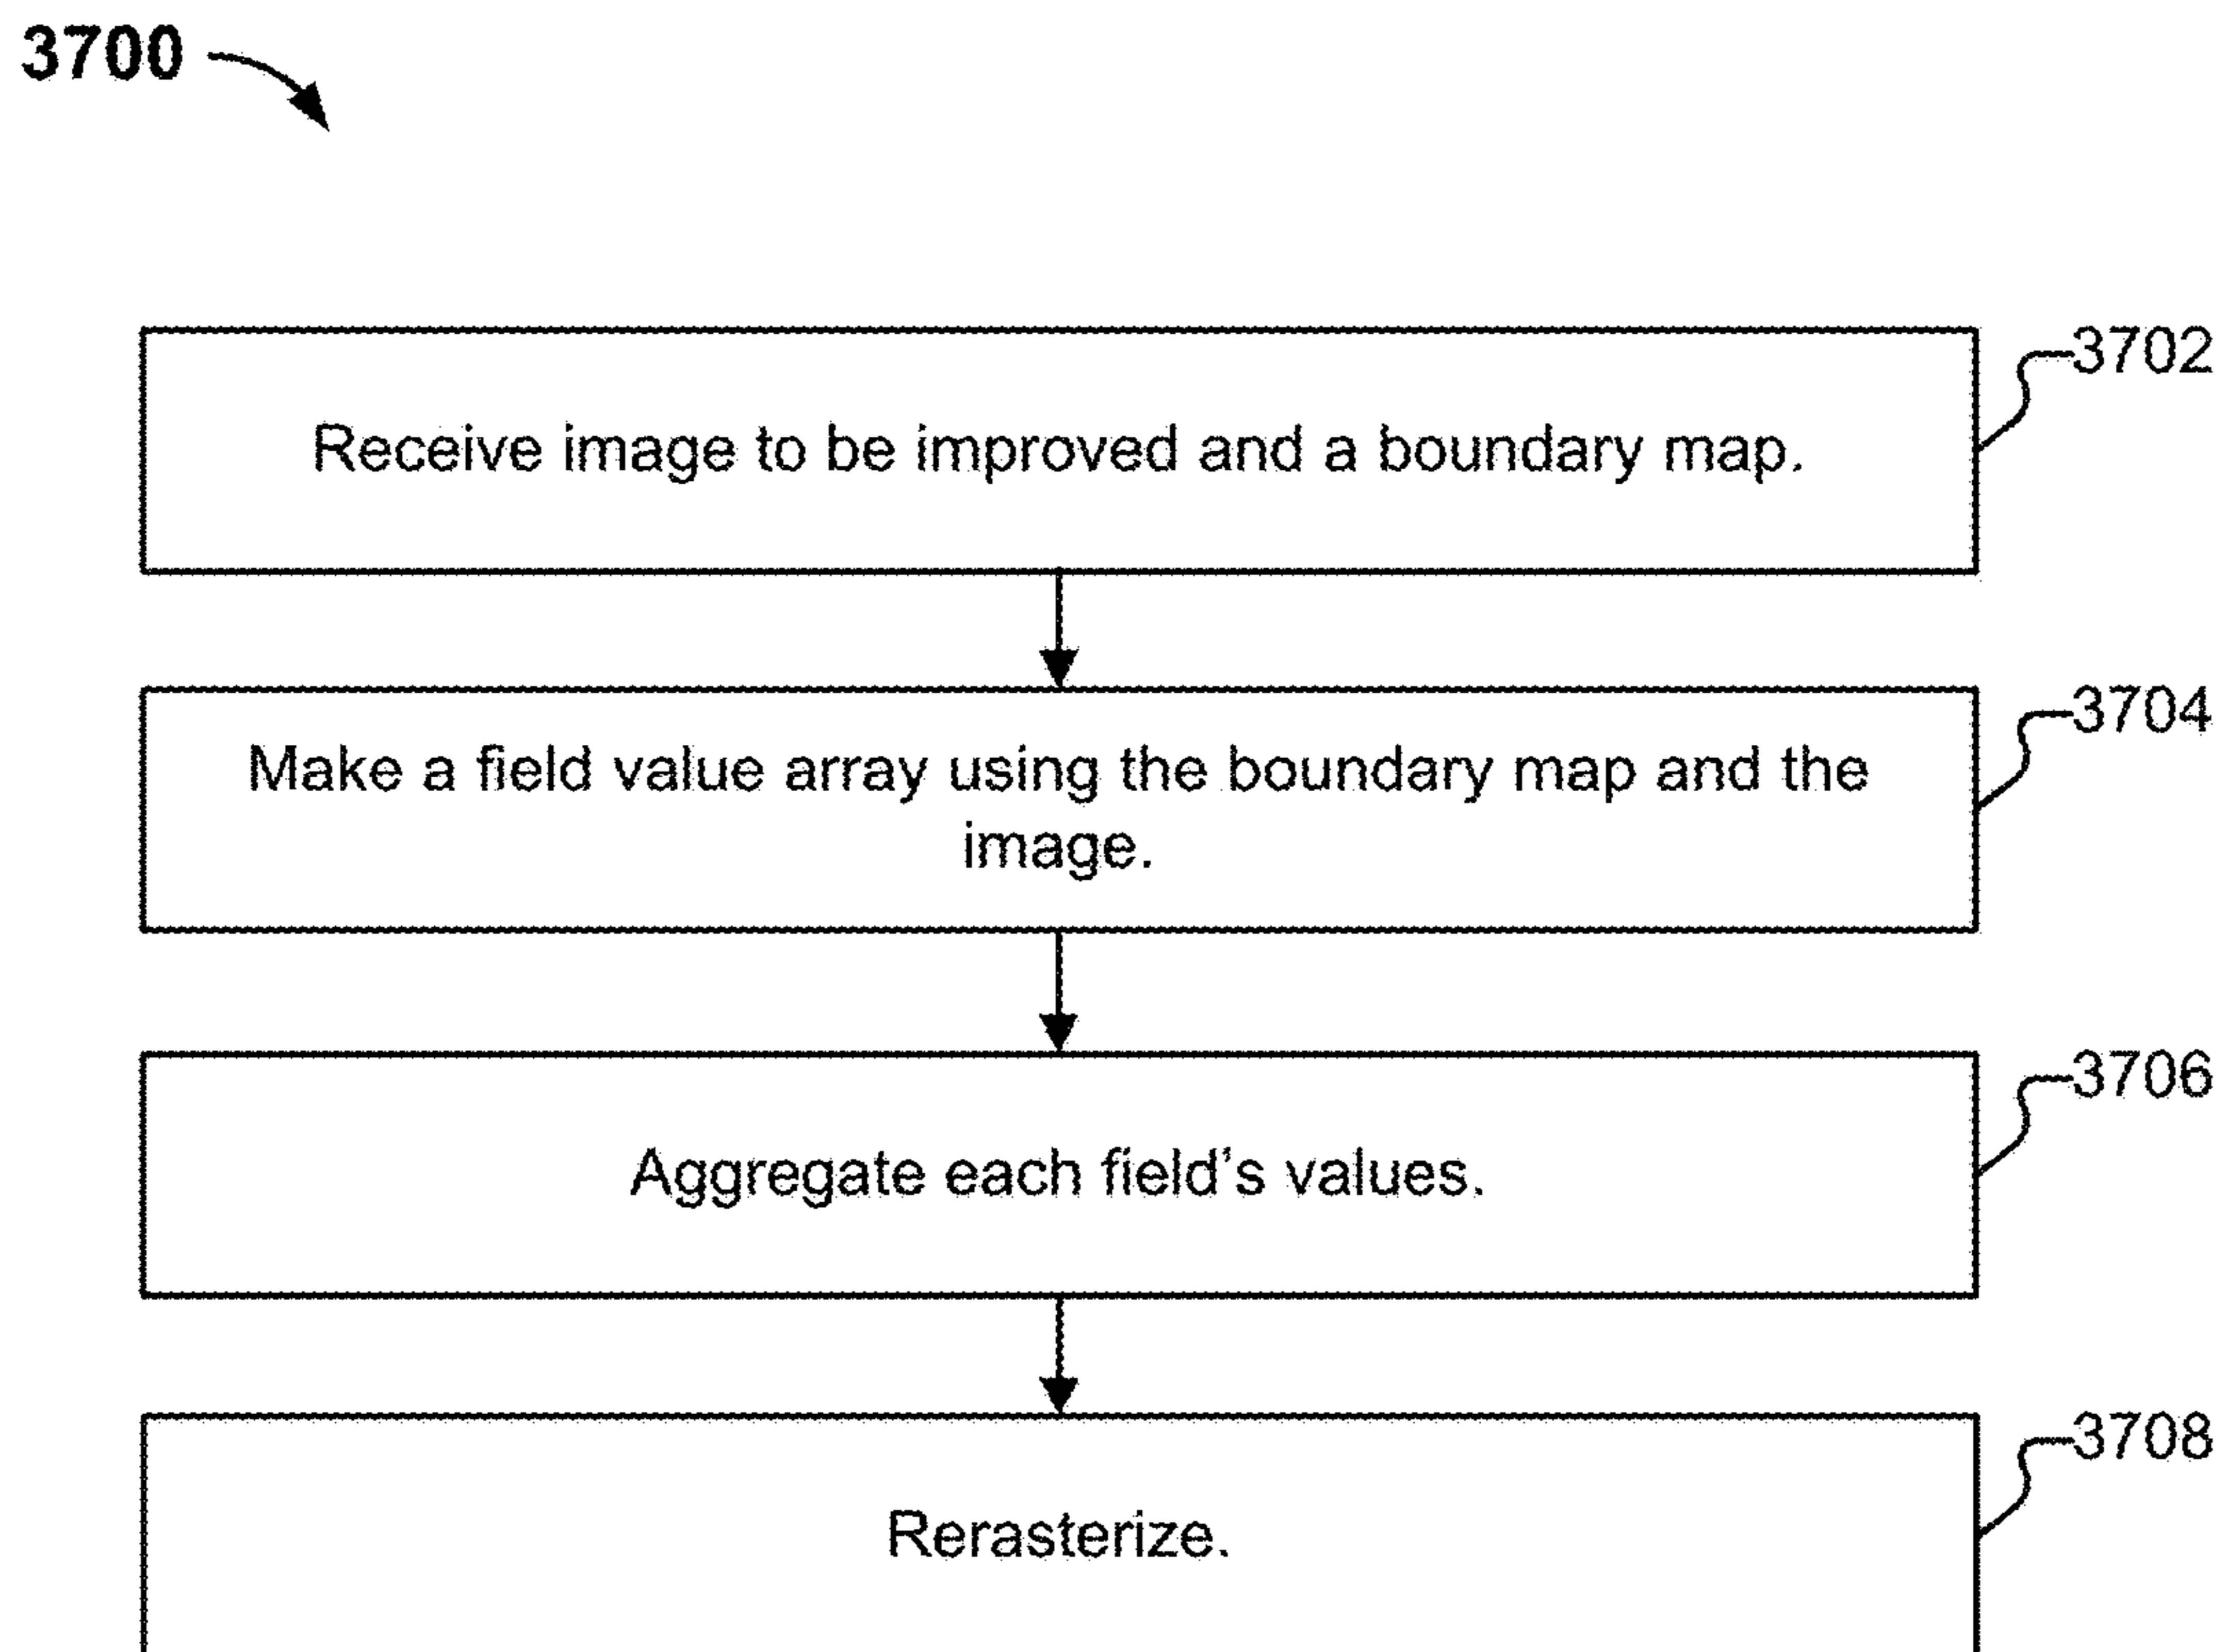 3700
3702
Receive image to be improved and a boundary map.
3704
Make a field value array using the boundary map and the
image.
3706
Aggregate each field's values.
3708
Rerasterize.